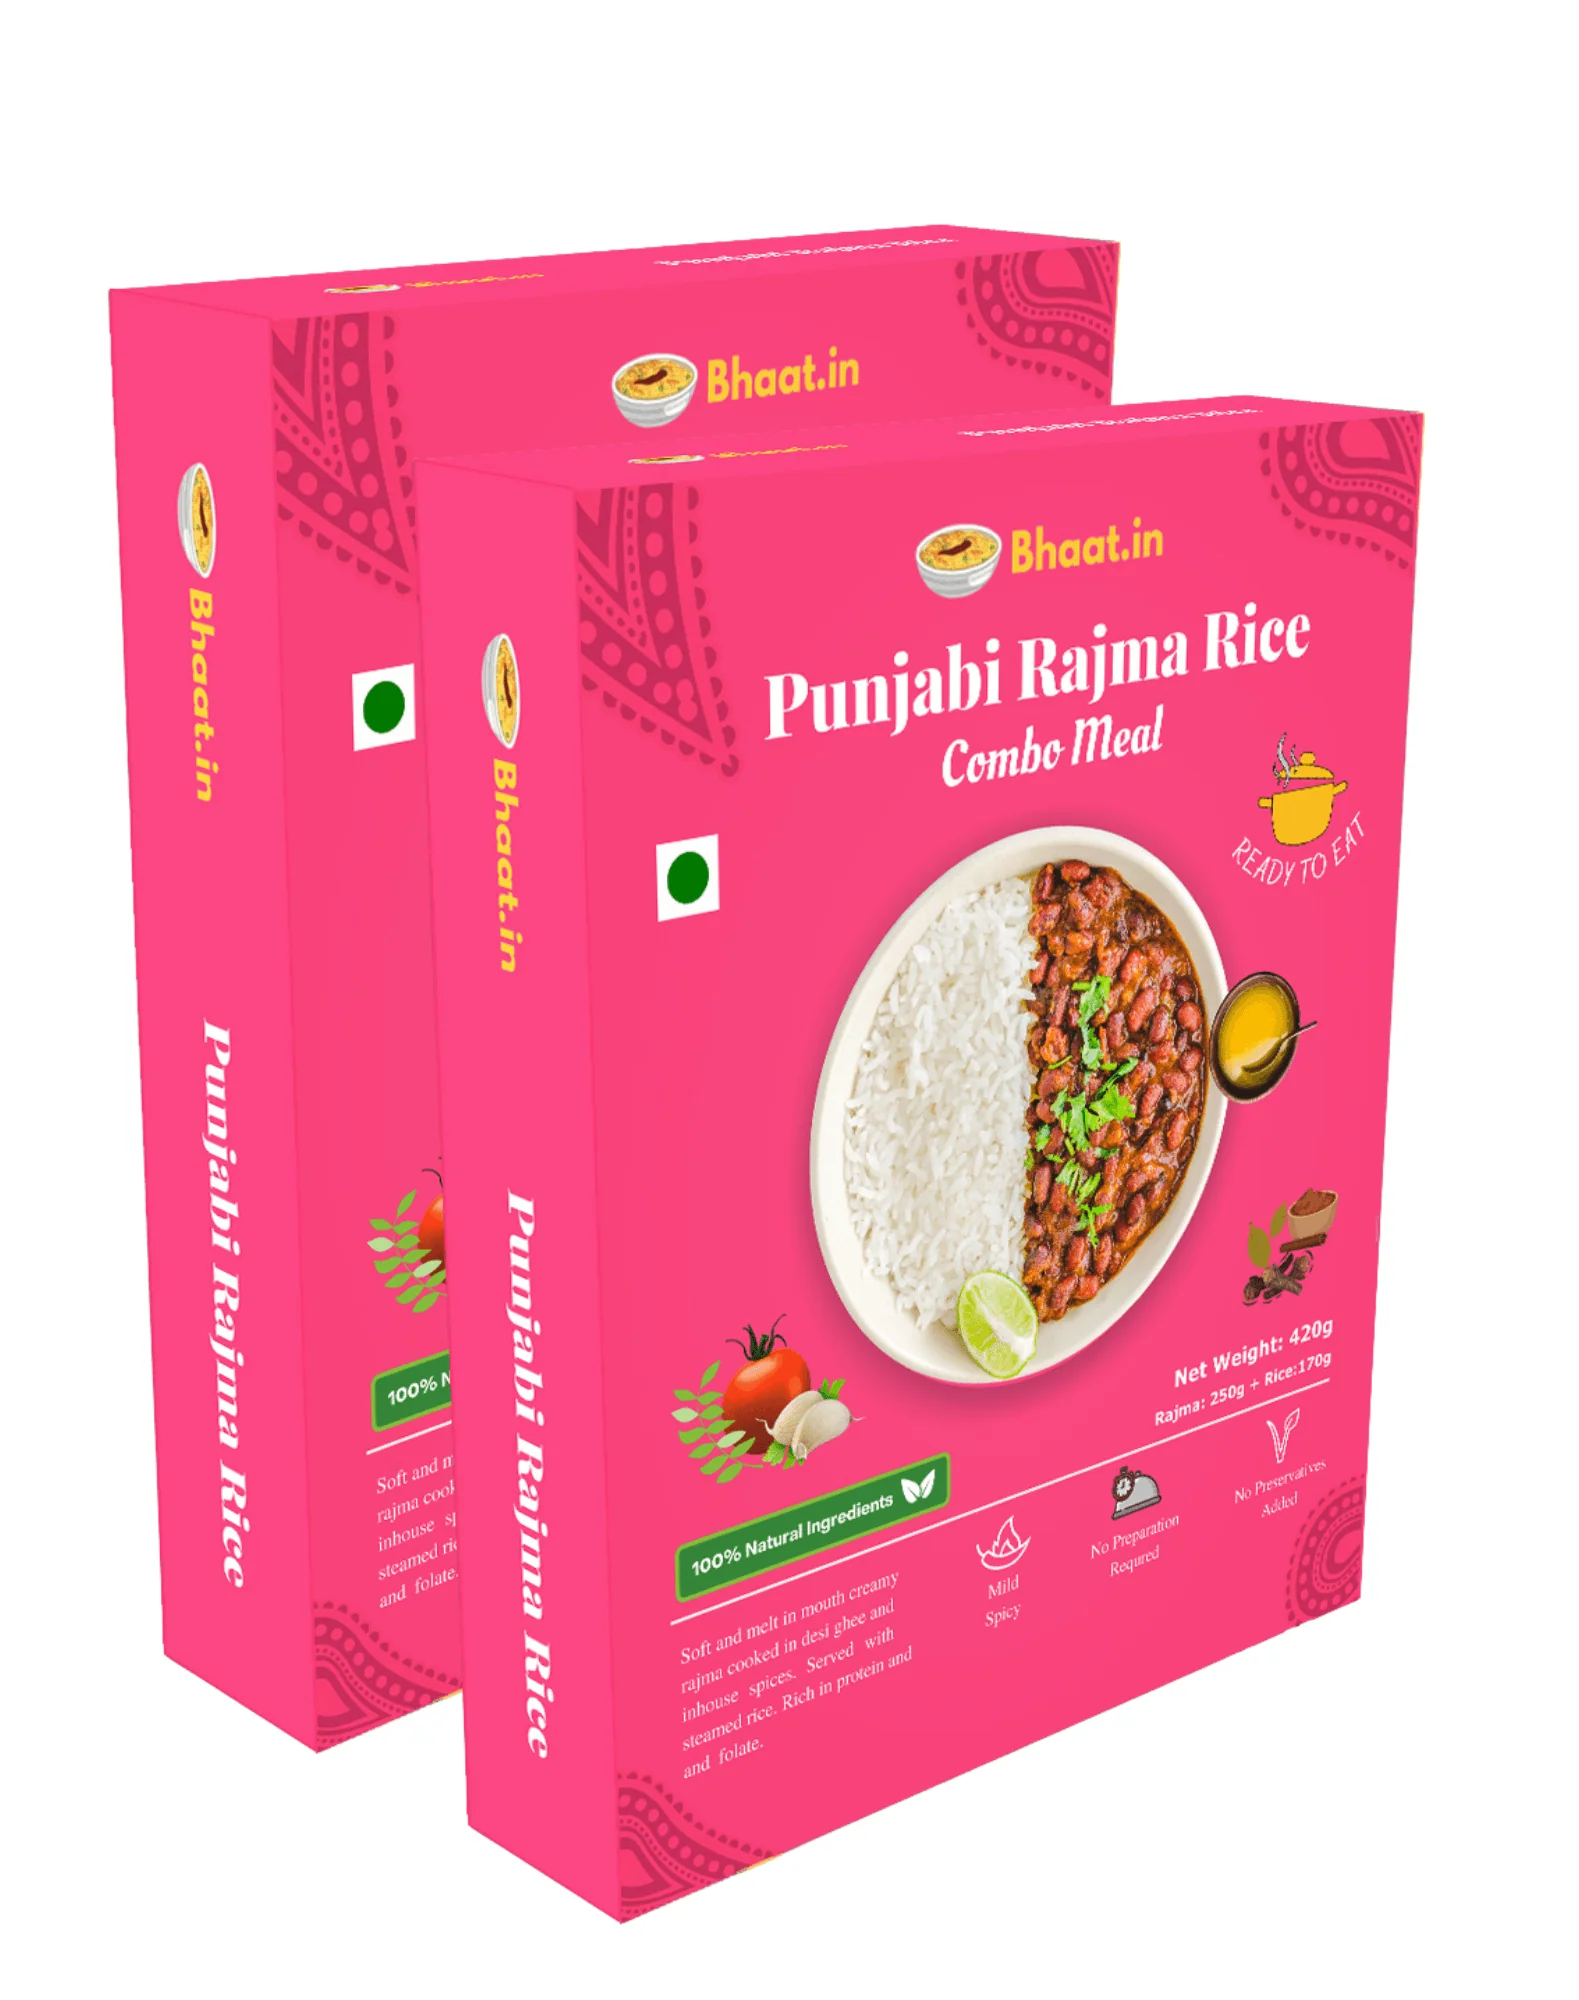 Bhaat.in
Bhaat.in
Punjabi Rajma Rice
100% N
Soft and m
rajma cook
inhouse sp
steamed ric
and folate.
Bhaat.in
Punjabi Rajma Rice
Bhaat.in
Punjabi Rajma Rice
Combo Meal
READY TO EAT
Net Weight: 420g
Rajma: 250g + Rice:170g
100% Natural Ingredients
Soft and melt in mouth creamy
rajma cooked in desi ghee and
inhouse spices. Served with
steamed rice. Rich in protein and
and folate.
Mild
Spicy
No Preparation
Requred
No Preservatives
Added